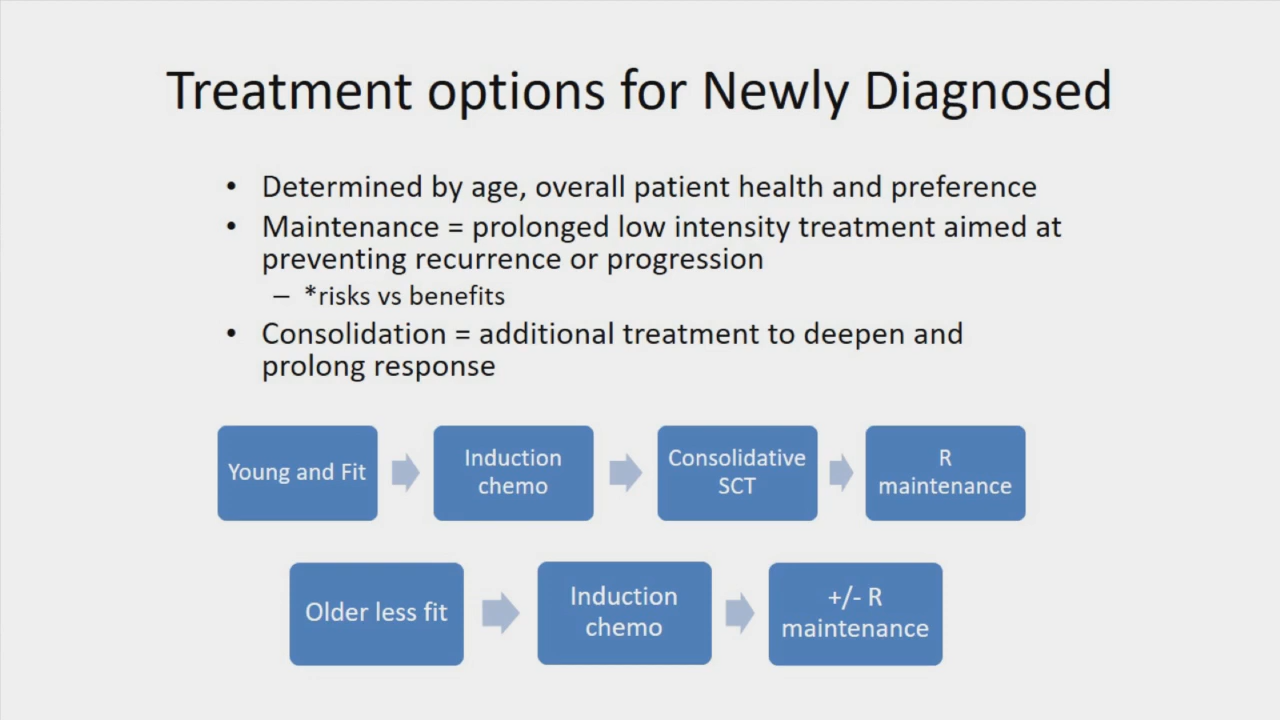 Treatment options for Newly Diagnosed
• Determined by age, overall patient health and preference
• Maintenance = prolonged low intensity treatment aimed at
preventing recurrence or progression
– *risks vs benefits
• Consolidation = additional treatment to deepen and
prolong response
Young and Fit
Induction
chemo
Consolidative
SCT
R
maintenance
Older less fit
Induction
chemo
+/- R
maintenance